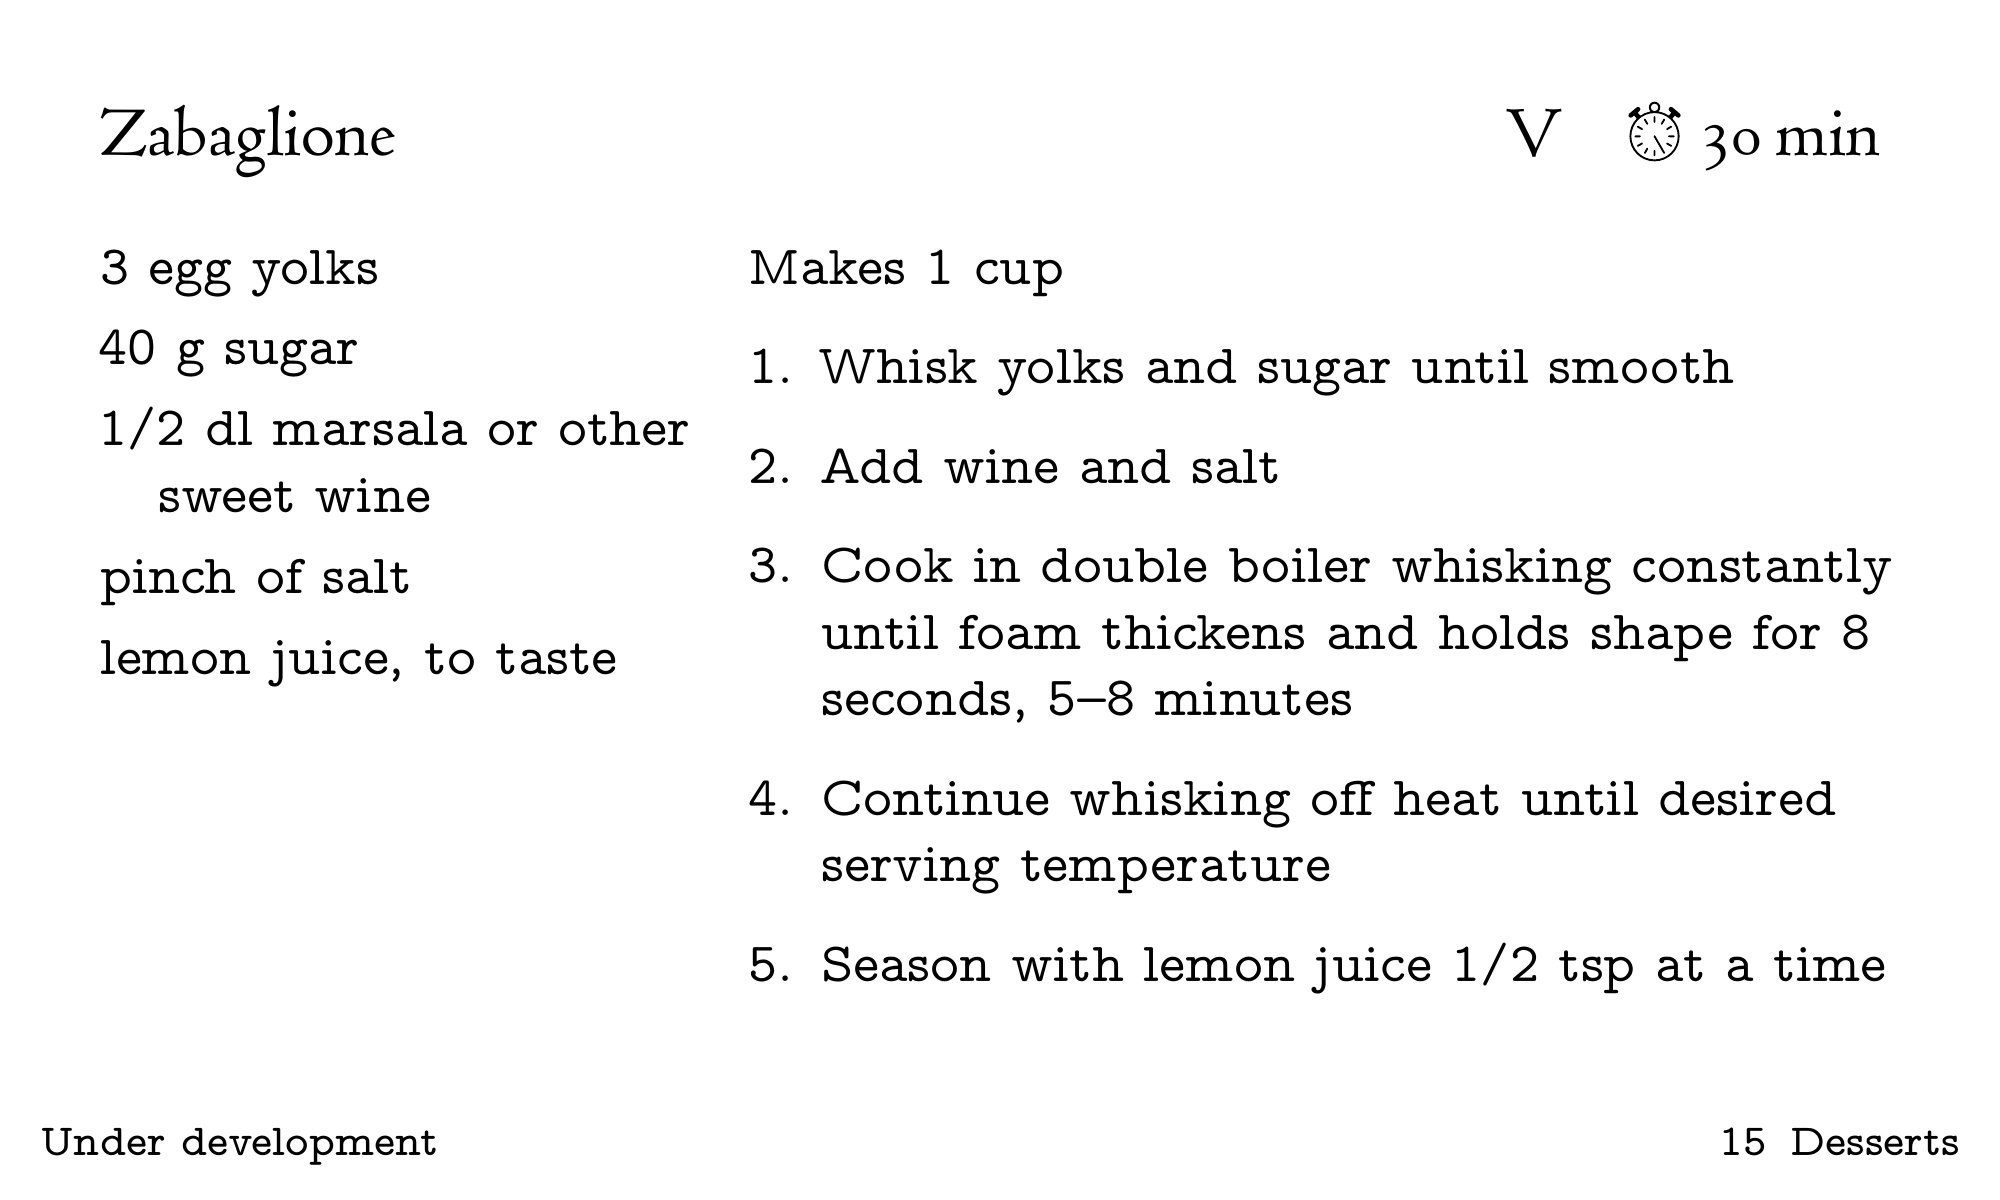 Zabaglione
V 30 min
3 egg yolks
40 g sugar
1/2 dl marsala or other
sweet wine
pinch of salt
lemon juice, to taste
Makes 1 cup
1. Whisk yolks and sugar until smooth
2. Add wine and salt
3. Cook in double boiler whisking constantly
until foam thickens and holds shape for 8
seconds, 5–8 minutes
4. Continue whisking off heat until desired
serving temperature
5. Season with lemon juice 1/2 tsp at a time
Under development
15 Desserts